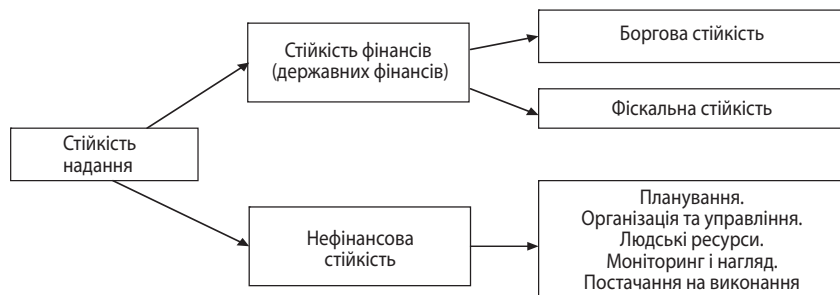 Стійкість
надання
Стійкість фінансів
(державних фінансів)
Боргова стійкість
Фіскальна стійкість
Нефінансова
стійкість
Планування.
Організація та управління.
Людські ресурси.
Моніторинг і нагляд.
Постачання на виконання